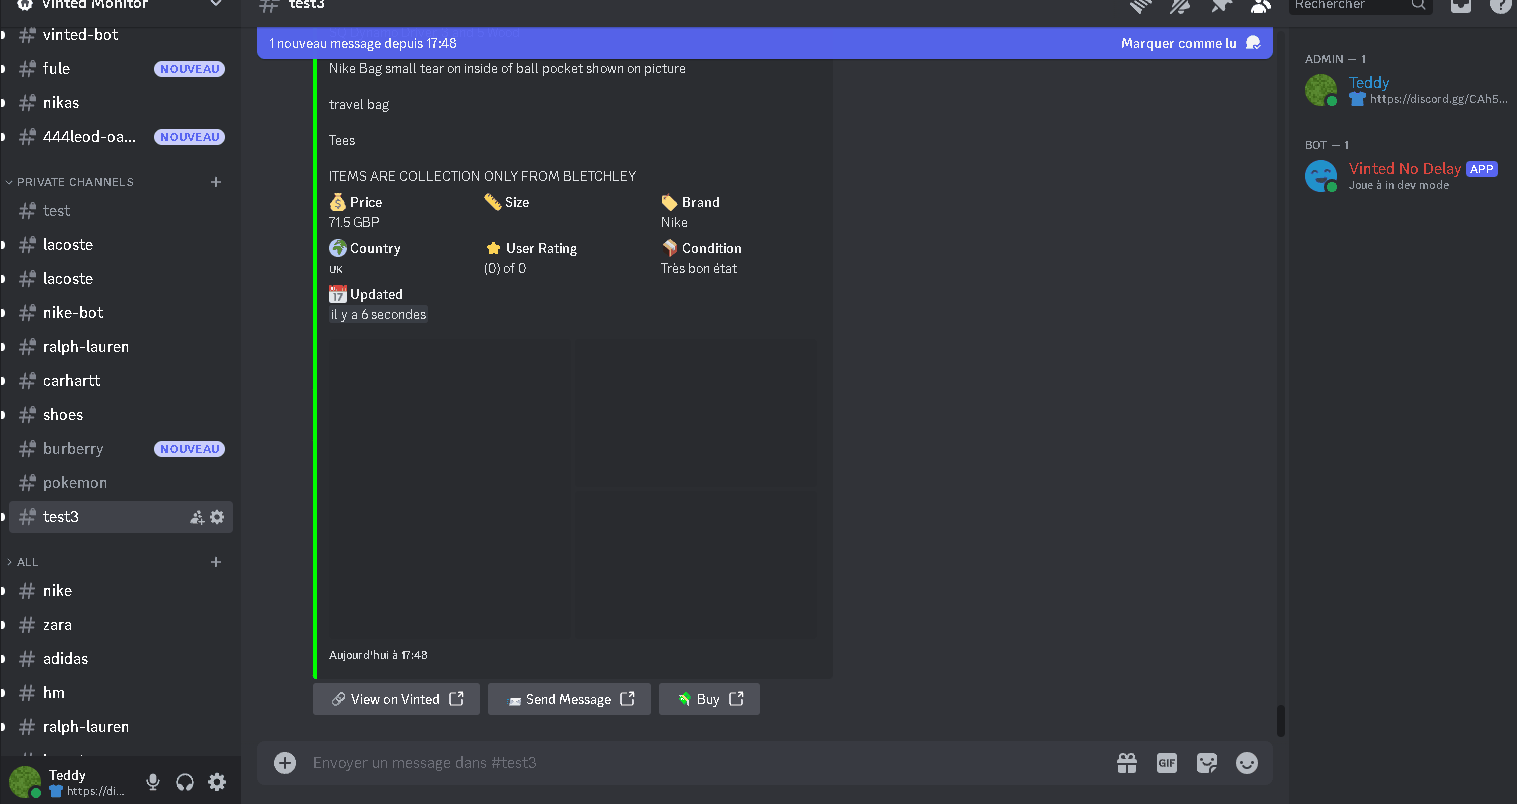 Vinted Monitor
vinted-bot
fule NOUVEAU
nikas
444leod-oa... NOUVEAU
PRIVATE CHANNELS
test
lacoste
lacoste
nike-bot
ralph-lauren
carhartt
shoes
burberry NOUVEAU
pokemon
test3
ALL
nike
zara
adidas
hm
ralph-lauren
Teddy
https://di...
test3
1 nouveau message depuis 17:48 Marquer comme lu
Nike Bag small tear on inside of ball pocket shown on picture
travel bag
Tees
ITEMS ARE COLLECTION ONLY FROM BLETCHLEY
Price Size Brand
71.5 GBP Nike
Country User Rating Condition
UK (0) of 0 Très bon état
17 Updated
il y a 6 secondes
Aujourd'hui à 17:48
View on Vinted Send Message Buy
Envoyer un message dans #test3 GIF
Rechercher
ADMIN — 1
Teddy
https://discord.gg/CAh5...
BOT — 1
Vinted No Delay APP
Joue à in dev mode